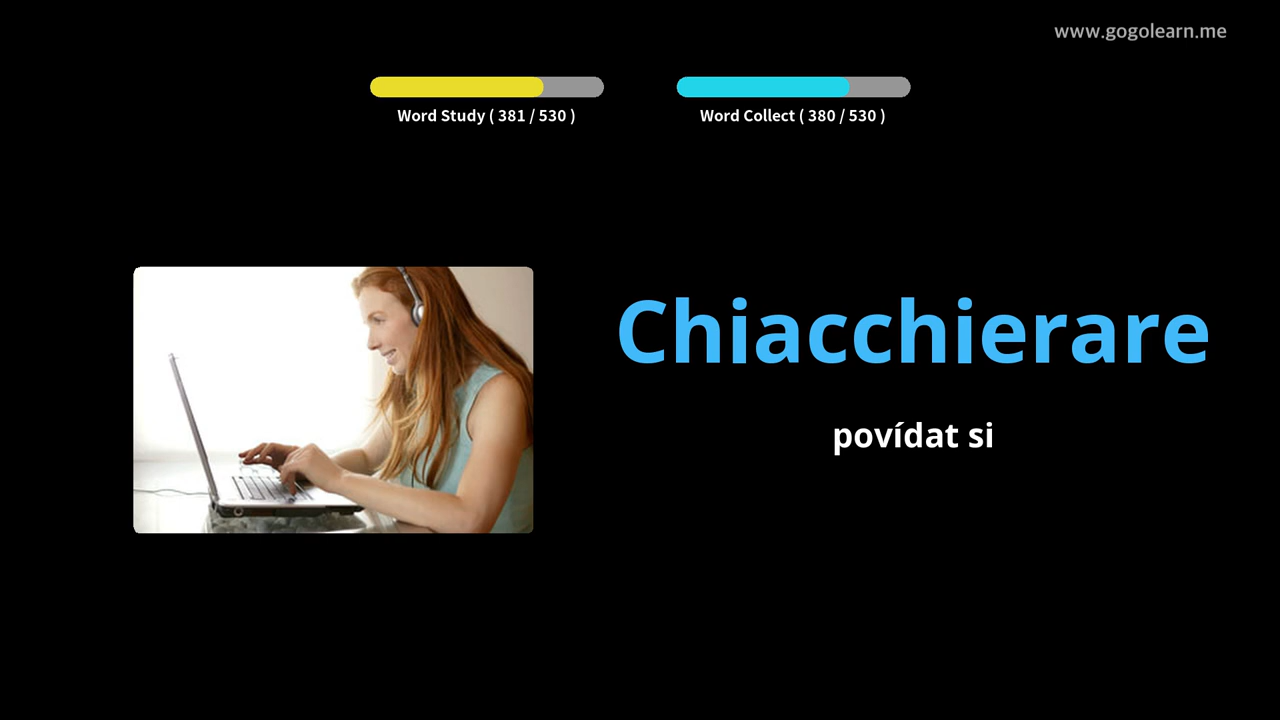 www.gogolearn.me
Word Study ( 381 / 530 )
Word Collect ( 380 / 530 )
Chiacchierare
povídat si